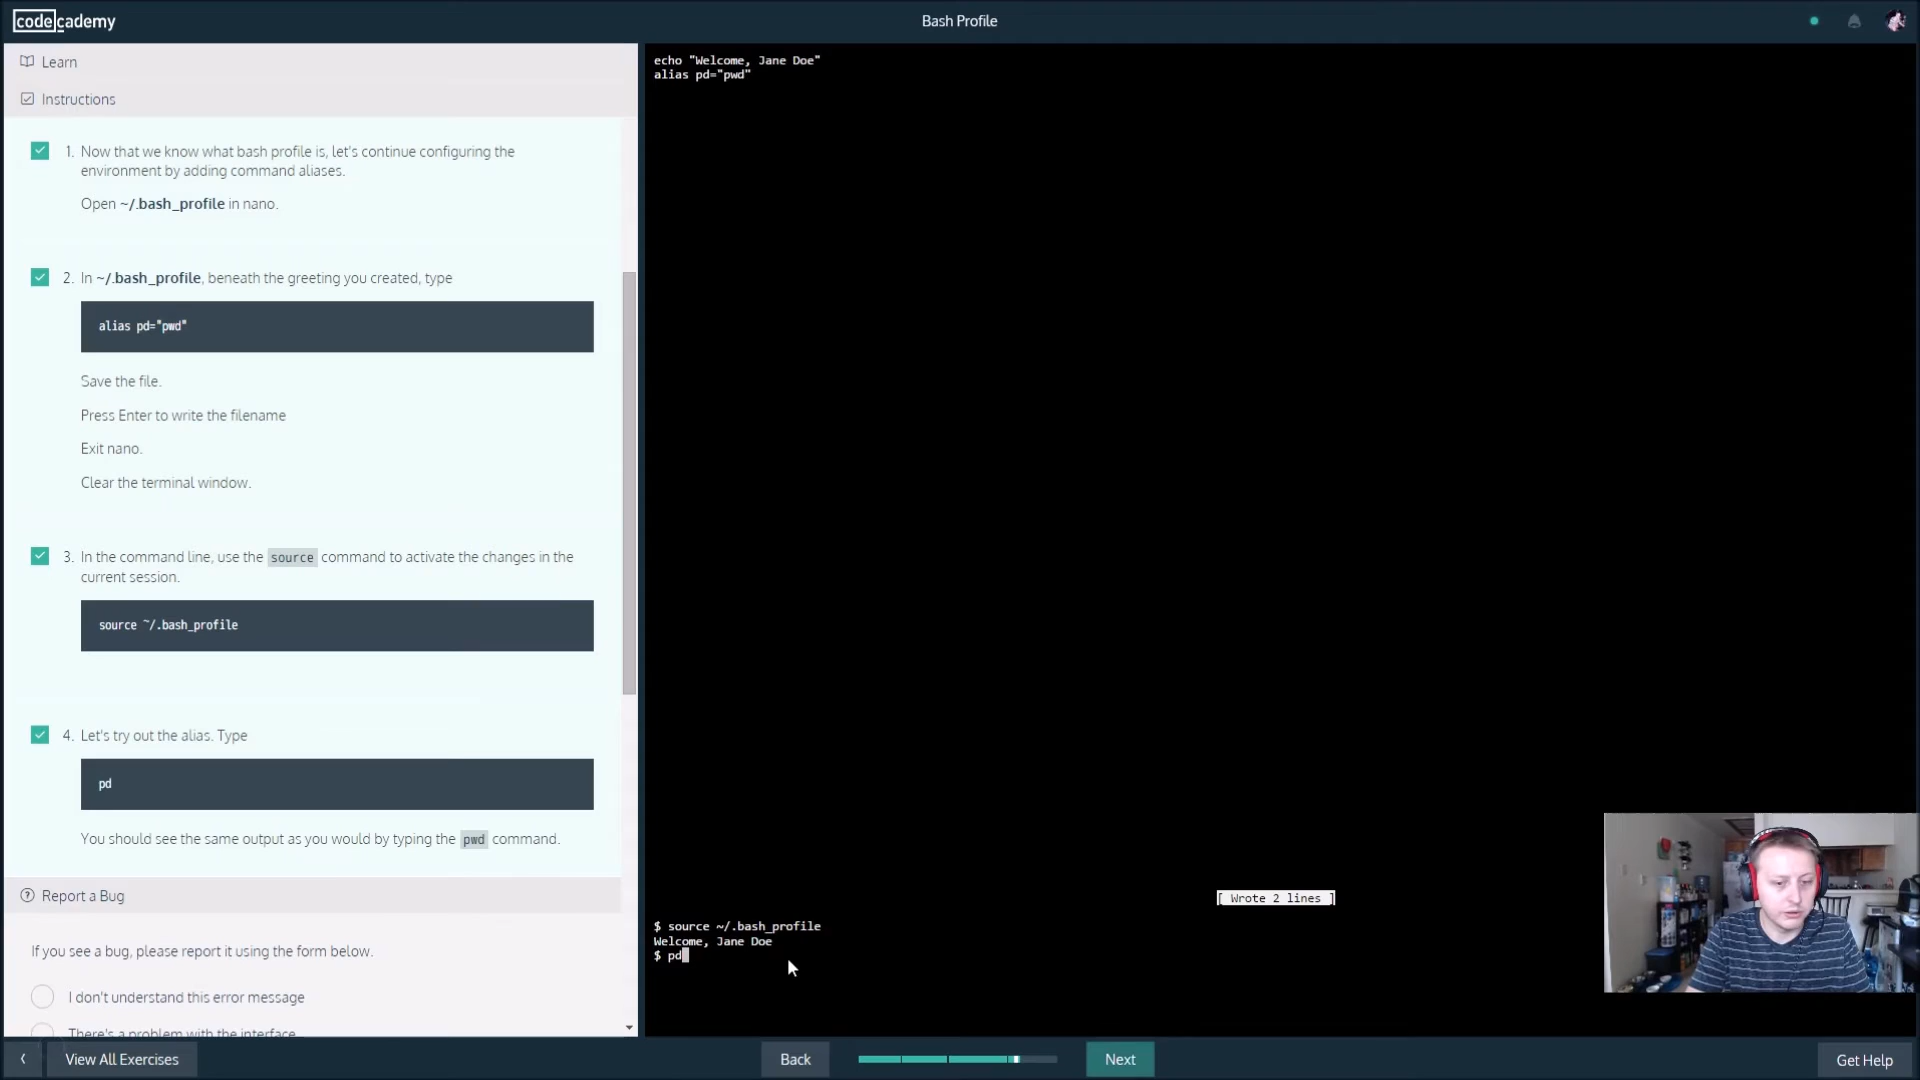 codecademy
Bash Profile
Learn
Instructions
1. Now that we know what bash profile is, let's continue configuring the
environment by adding command aliases.
Open ~/.bash_profile in nano.
2. In ~/.bash_profile, beneath the greeting you created, type
alias pd="pwd"
Save the file.
Press Enter to write the filename
Exit nano.
Clear the terminal window.
3. In the command line, use the source command to activate the changes in the
current session.
source ~/.bash_profile
4. Let's try out the alias. Type
pd
You should see the same output as you would by typing the pwd command.
Report a Bug
If you see a bug, please report it using the form below.
I don't understand this error message
There's a problem with the interface
echo "Welcome, Jane Doe"
alias pd="pwd"
[ Wrote 2 lines ]
$ source ~/.bash_profile
Welcome, Jane Doe
$ pd
View All Exercises
Back
Next
Get Help